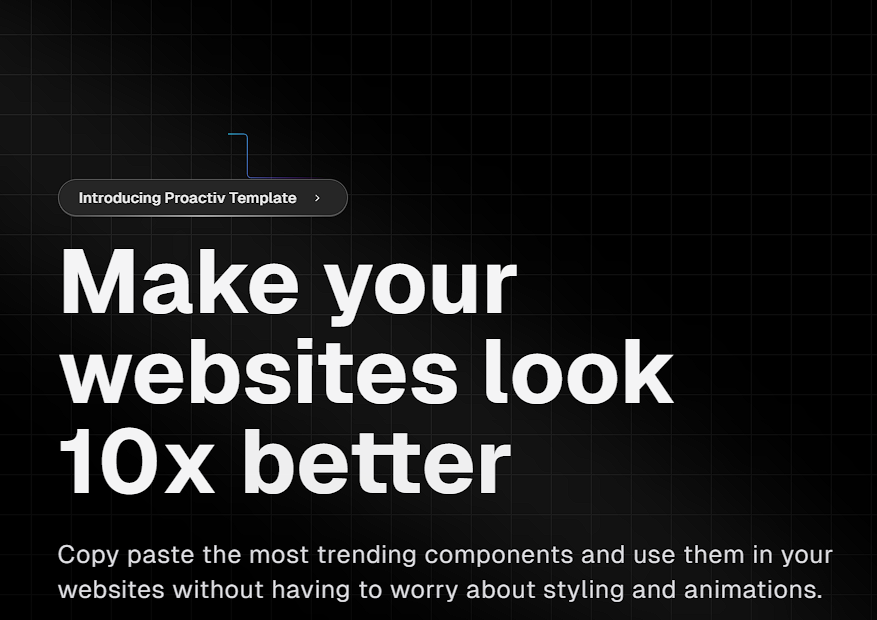 Introducing Proactiv Template
Make your
websites look
10x better
Copy paste the most trending components and use them in your
websites without having to worry about styling and animations.